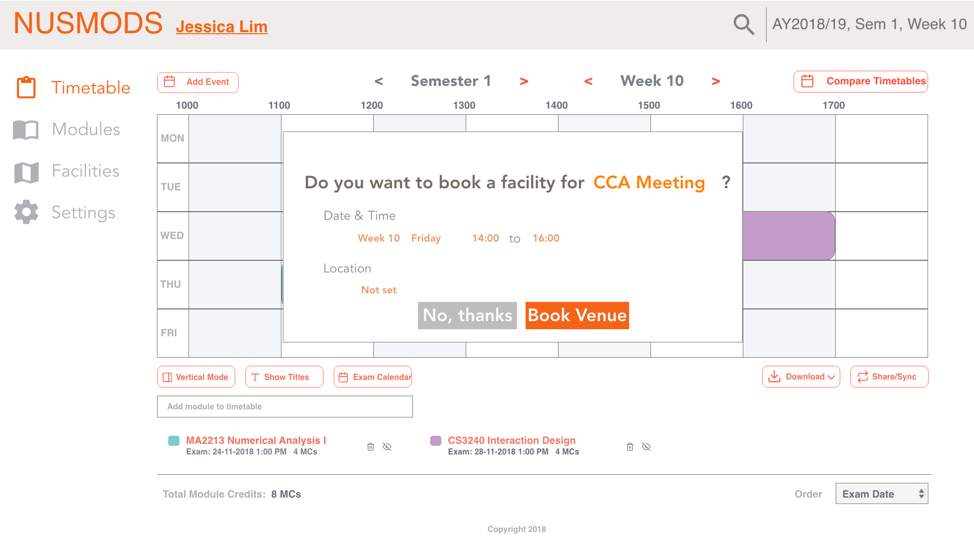 NUSMODS Jessica Lim AY2018/19, Sem 1, Week 10
Timetable
Modules
Facilities
Settings
Add Event < Semester 1 > < Week 10 > Compare Timetables
1000 1100 1200 1300 1400 1500 1600 1700
MON
TUE
WED
THU
FRI
Do you want to book a facility for CCA Meeting ?
Date & Time
Week 10 Friday 14:00 to 16:00
Location
Not set
No, thanks Book Venue
Vertical Mode T Show Titles Exam Calendar Download Share/Sync
Add module to timetable
MA2213 Numerical Analysis I
Exam: 24-11-2018 1:00 PM 4 MCs
CS3240 Interaction Design
Exam: 28-11-2018 1:00 PM 4 MCs
Total Module Credits: 8 MCs Order Exam Date
Copyright 2018